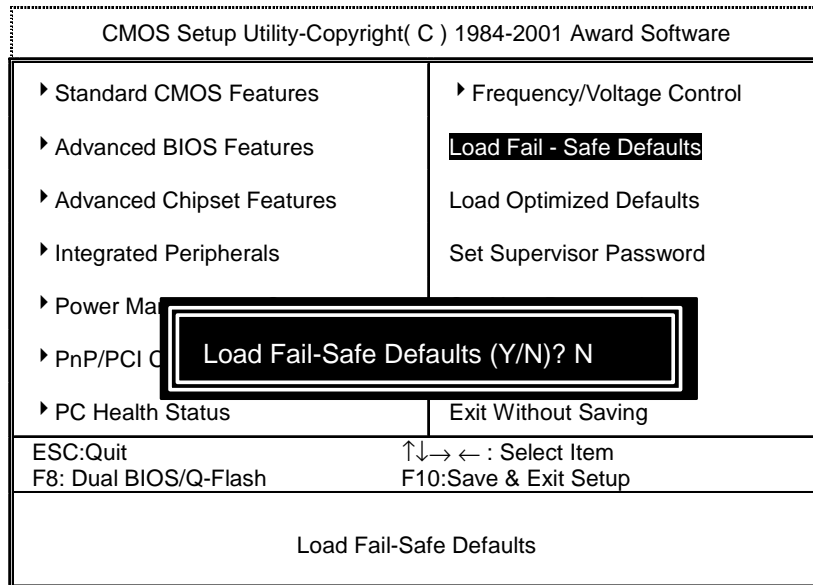 CMOS Setup Utility-Copyright( C ) 1984-2001 Award Software
‣Standard CMOS Features
‣Advanced BIOS Features
‣Advanced Chipset Features
‣Integrated Peripherals
‣Power
‣PnP/PCI
‣PC Health Status
‣Frequency/Voltage Control
Load Fail - Safe Defaults
Load Optimized Defaults
Set Supervisor Password
Exit Without Saving
Load Fail-Safe Defaults (Y/N)? N
ESC:Quit ↑↓→ ← : Select Item
F8: Dual BIOS/Q-Flash F10:Save & Exit Setup
Load Fail-Safe Defaults